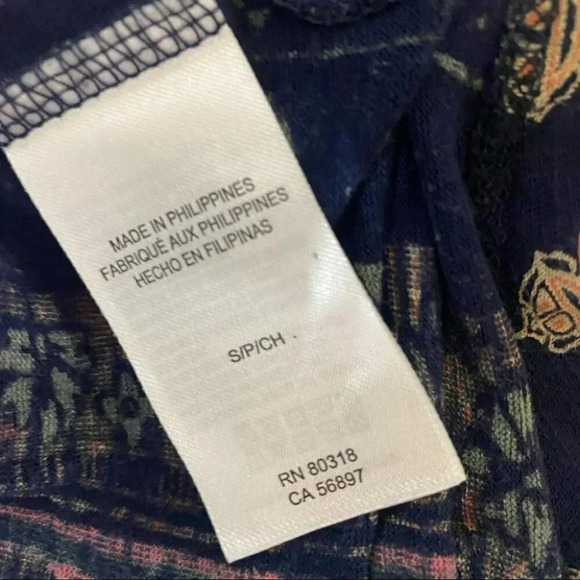 MADE IN PHILIPPINES
FABRIQUÉ AUX PHILIPPINES
HECHO EN FILIPINAS
S/P/CH
RN 80318
CA 56897